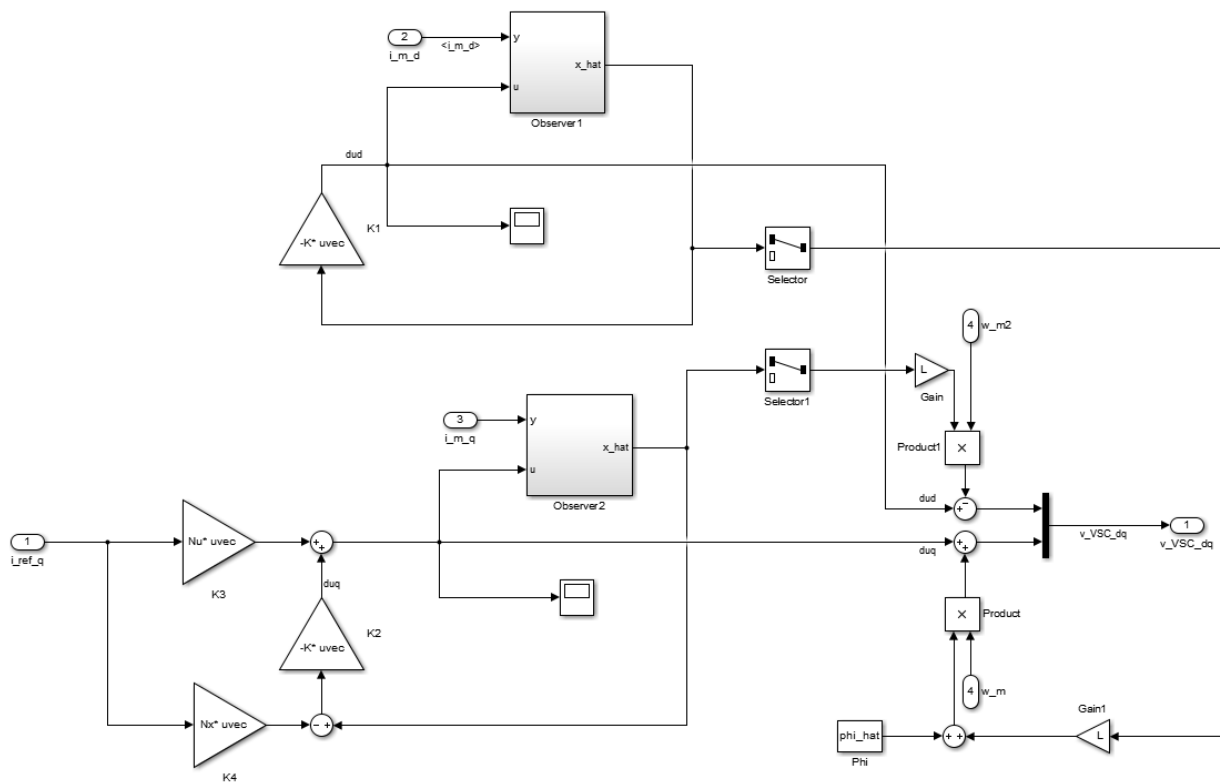 2
i_m_d
<i_m_d>
y
u
x_hat
Observer1
dud
-K* uvec
K1
Selector
4
w_m2
Selector1
L
Gain
3
i_m_q
y
u
x_hat
Observer2
Product1
×
dud
+
−
1
i_ref_q
Nu* uvec
K3
+
+
duq
duq
+
+
v_VSC_dq
1
v_VSC_dq
-K* uvec
K2
×
Product
4
w_m
Nx* uvec
K4
− +
phi_hat
Phi
+ +
Gain1
L